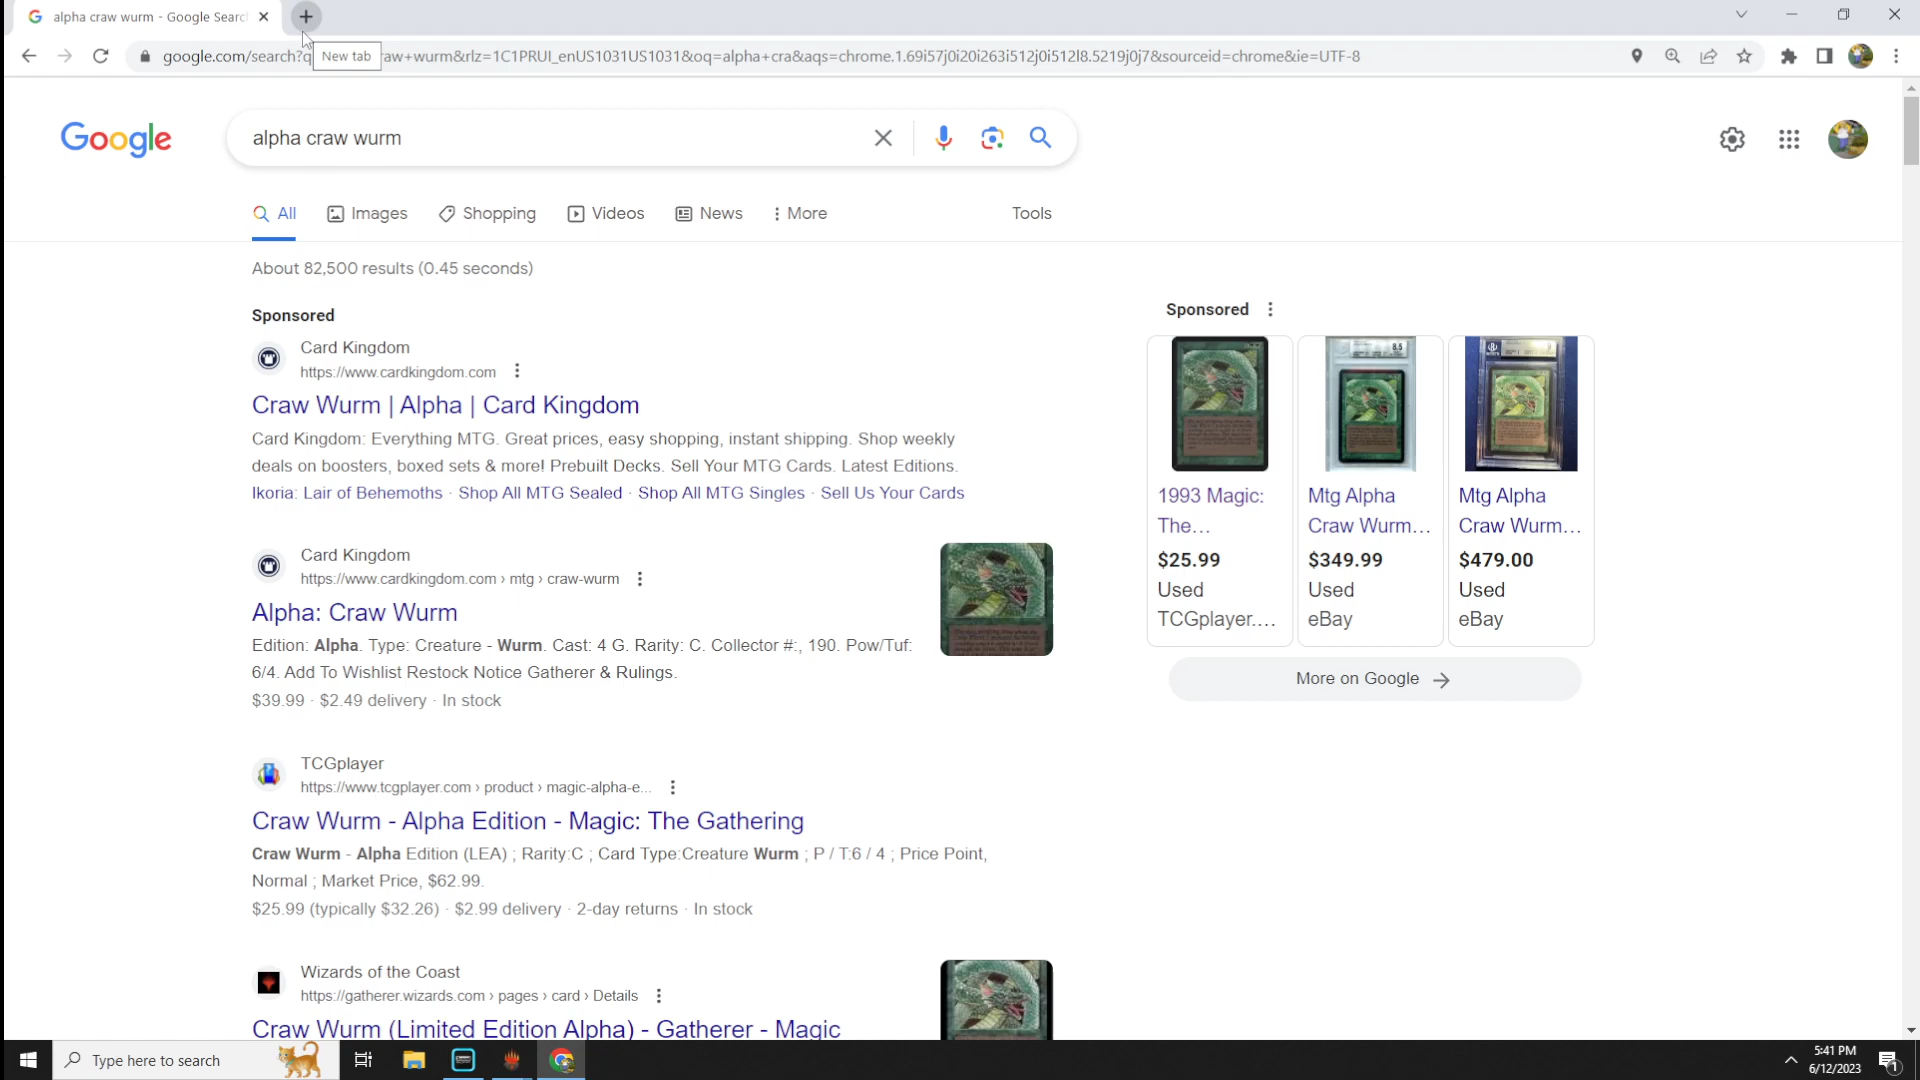 alpha craw wurm - Google Searc
google.com/search?q
New tab
raw+wurm&rlz=1C1PRUI_enUS1031US1031&oq=alpha+cra&aqs=chrome.1.69i57j0i20i263i512j0i512l8.5219j0j7&sourceid=chrome&ie=UTF-8
Google
alpha craw wurm
All
Images
Shopping
Videos
News
More
Tools
About 82,500 results (0.45 seconds)
Sponsored
Card Kingdom
https://www.cardkingdom.com
Craw Wurm | Alpha | Card Kingdom
Card Kingdom: Everything MTG. Great prices, easy shopping, instant shipping. Shop weekly
deals on boosters, boxed sets & more! Prebuilt Decks. Sell Your MTG Cards. Latest Editions.
Ikoria: Lair of Behemoths · Shop All MTG Sealed · Shop All MTG Singles · Sell Us Your Cards
Card Kingdom
https://www.cardkingdom.com › mtg › craw-wurm
Alpha: Craw Wurm
Edition: Alpha. Type: Creature - Wurm. Cast: 4 G. Rarity: C. Collector #:, 190. Pow/Tuf:
6/4. Add To Wishlist Restock Notice Gatherer & Rulings.
$39.99 · $2.49 delivery · In stock
TCGplayer
https://www.tcgplayer.com › product › magic-alpha-e...
Craw Wurm - Alpha Edition - Magic: The Gathering
Craw Wurm - Alpha Edition (LEA) ; Rarity:C ; Card Type:Creature Wurm ; P / T:6 / 4 ; Price Point,
Normal ; Market Price, $62.99.
$25.99 (typically $32.26) · $2.99 delivery · 2-day returns · In stock
Wizards of the Coast
https://gatherer.wizards.com › pages › card › Details
Craw Wurm (Limited Edition Alpha) - Gatherer - Magic
Sponsored
8.5
1993 Magic:
The...
$25.99
Used
TCGplayer....
Mtg Alpha
Craw Wurm...
$349.99
Used
eBay
Mtg Alpha
Craw Wurm...
$479.00
Used
eBay
More on Google
Type here to search
5:41 PM
6/12/2023
1